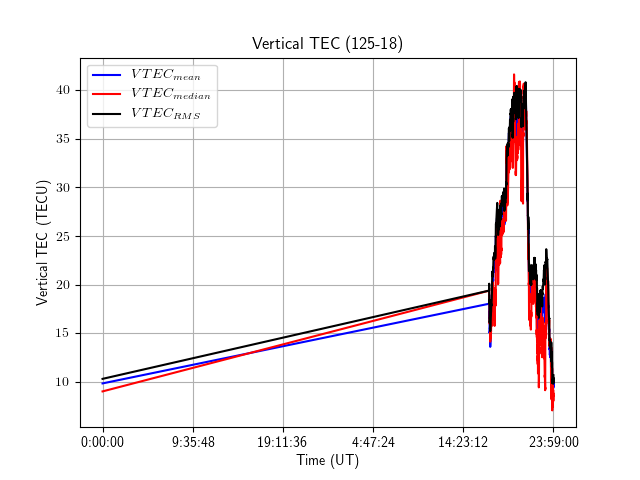 Vertical TEC (125-18)
VTEC_mean
VTEC_median
VTEC_RMS
Vertical TEC (TECU)
40
35
30
25
20
15
10
0:00:00 9:35:48 19:11:36 4:47:24 14:23:12 23:59:00
Time (UT)